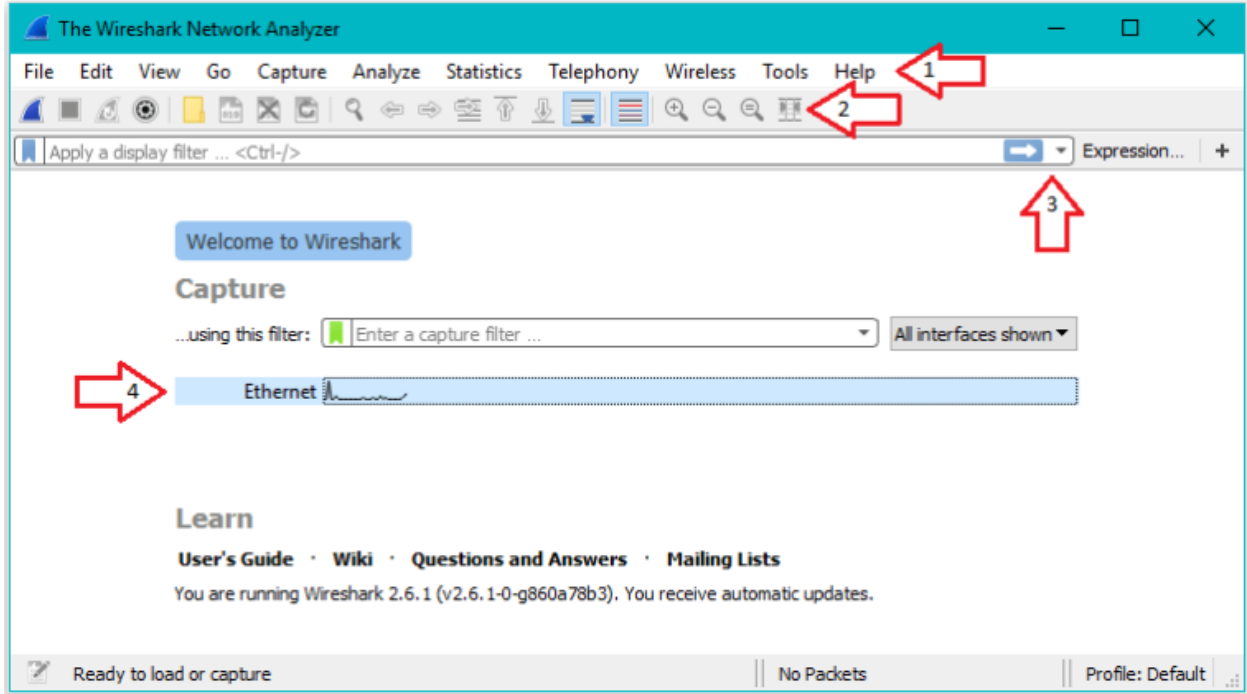 The Wireshark Network Analyzer
File Edit View Go Capture Analyze Statistics Telephony Wireless Tools Help 1
2
Apply a display filter ... <Ctrl-/> Expression... +
3
Welcome to Wireshark
Capture
...using this filter: Enter a capture filter ... All interfaces shown
4 Ethernet
Learn
User's Guide · Wiki · Questions and Answers · Mailing Lists
You are running Wireshark 2.6.1 (v2.6.1-0-g860a78b3). You receive automatic updates.
Ready to load or capture No Packets Profile: Default